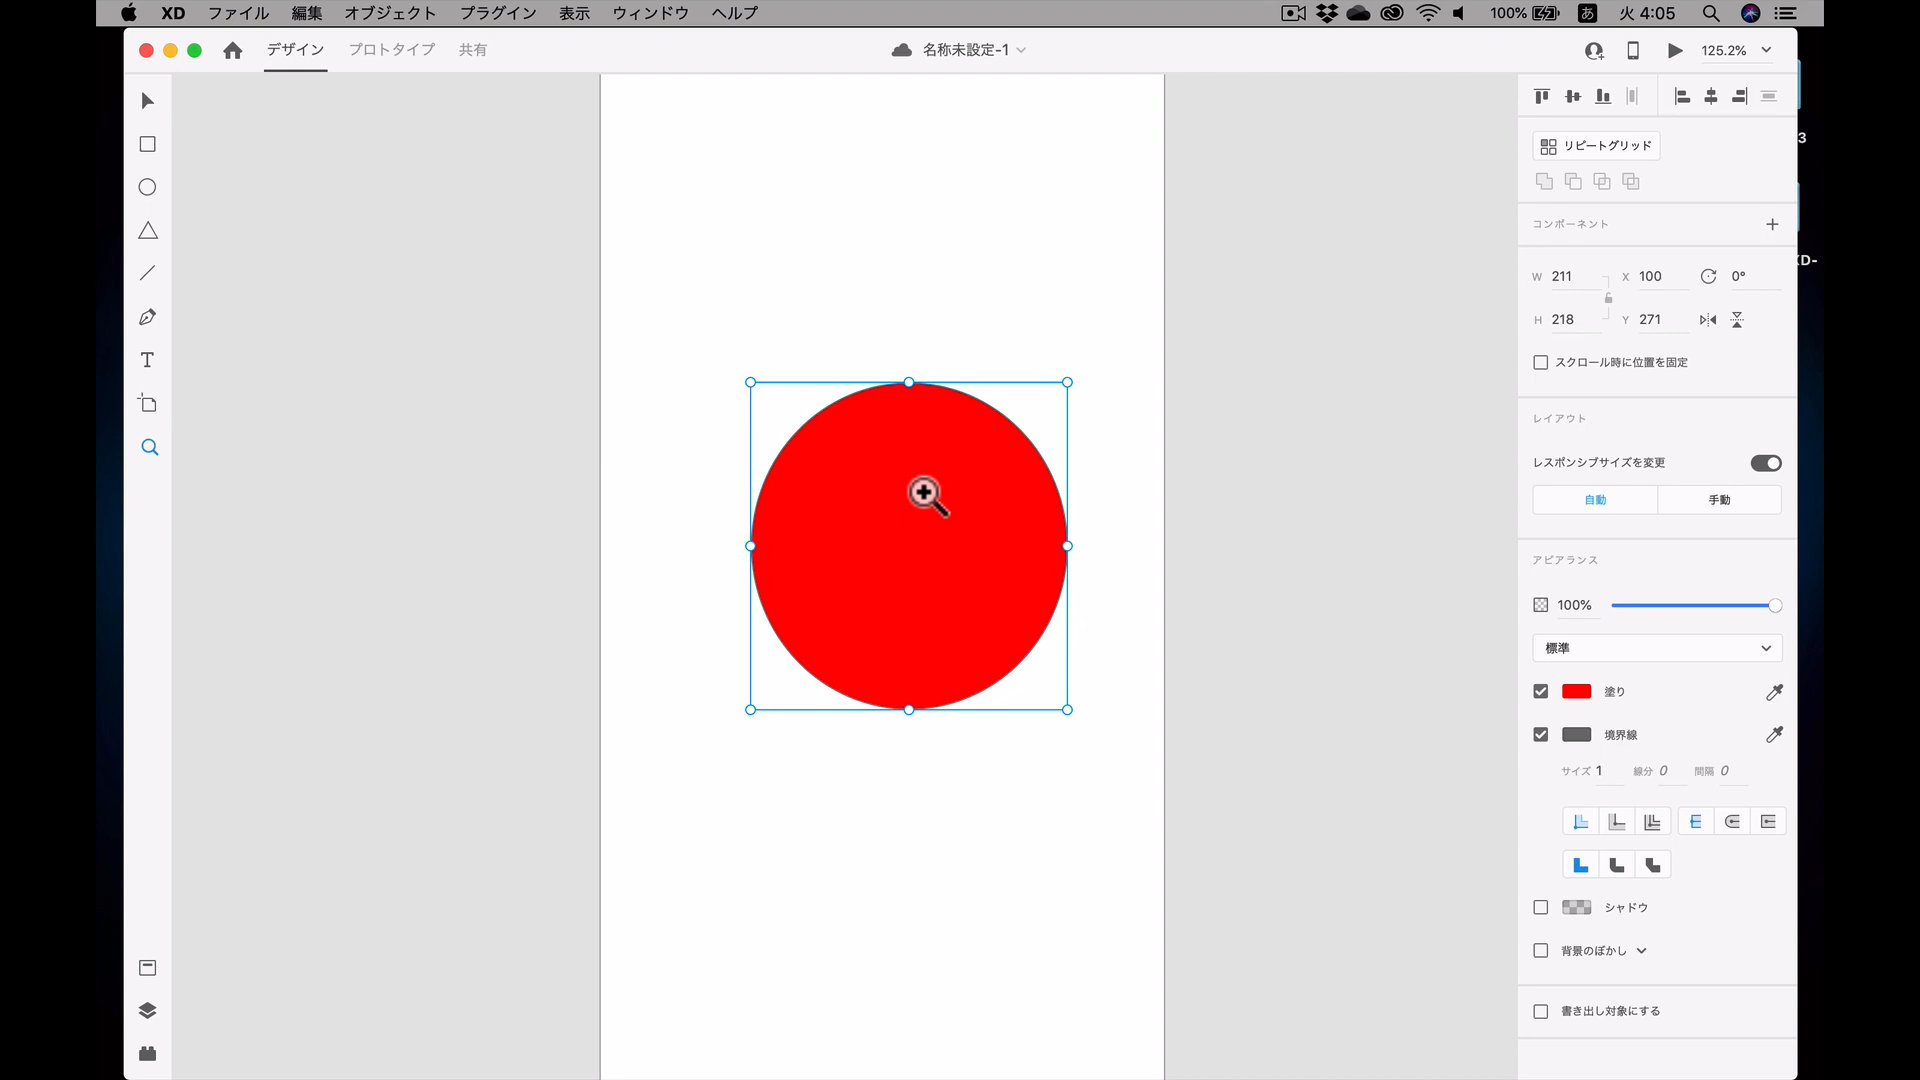 XD ファイル 編集 オブジェクト プラグイン 表示 ウィンドウ ヘルプ 100% あ 火 4:05
デザイン プロトタイプ 共有 名称未設定-1 125.2%
リピートグリッド
コンポーネント
W 211 X 100 0°
H 218 Y 271
スクロール時に位置を固定
レイアウト
レスポンシブサイズを変更
自動 手動
アピアランス
100%
標準
塗り
境界線
サイズ 1 線分 0 間隔 0
シャドウ
背景のぼかし
書き出し対象にする
T
3
XD-